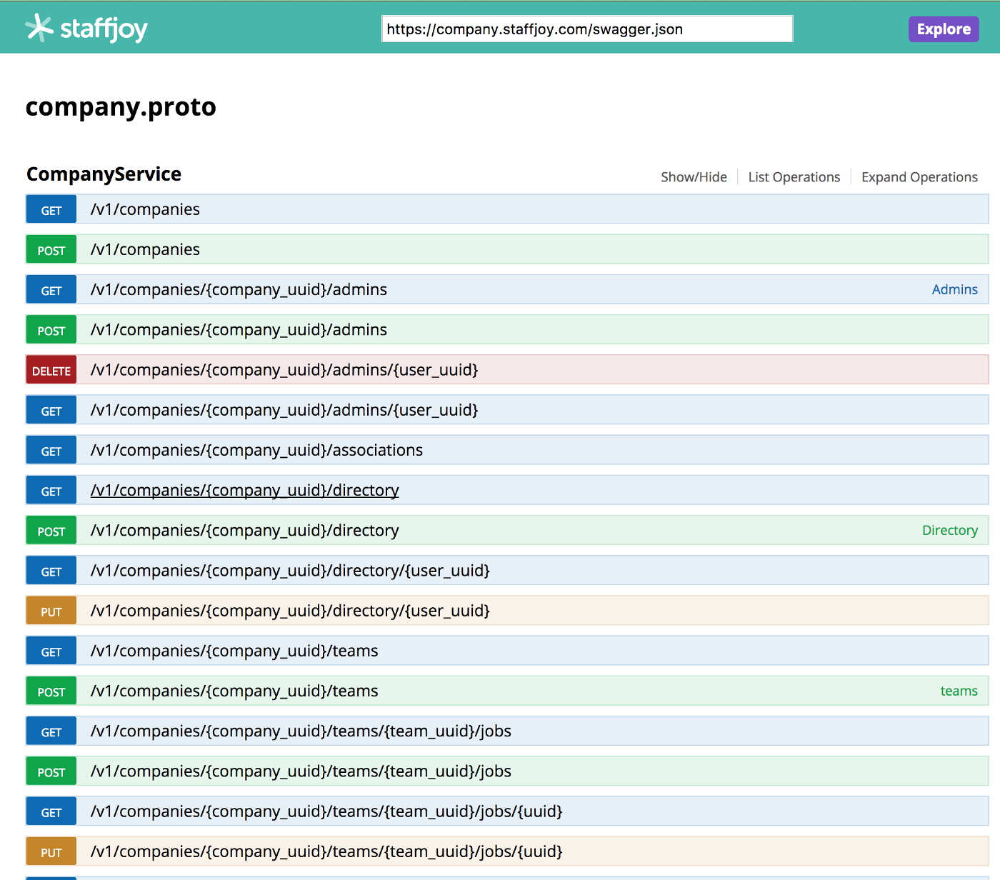 staffjoy https://company.staffjoy.com/swagger.json Explore
company.proto
CompanyService Show/Hide List Operations Expand Operations
GET /v1/companies
POST /v1/companies
GET /v1/companies/{company_uuid}/admins Admins
POST /v1/companies/{company_uuid}/admins
DELETE /v1/companies/{company_uuid}/admins/{user_uuid}
GET /v1/companies/{company_uuid}/admins/{user_uuid}
GET /v1/companies/{company_uuid}/associations
GET /v1/companies/{company_uuid}/directory
POST /v1/companies/{company_uuid}/directory Directory
GET /v1/companies/{company_uuid}/directory/{user_uuid}
PUT /v1/companies/{company_uuid}/directory/{user_uuid}
GET /v1/companies/{company_uuid}/teams
POST /v1/companies/{company_uuid}/teams teams
GET /v1/companies/{company_uuid}/teams/{team_uuid}/jobs
POST /v1/companies/{company_uuid}/teams/{team_uuid}/jobs
GET /v1/companies/{company_uuid}/teams/{team_uuid}/jobs/{uuid}
PUT /v1/companies/{company_uuid}/teams/{team_uuid}/jobs/{uuid}